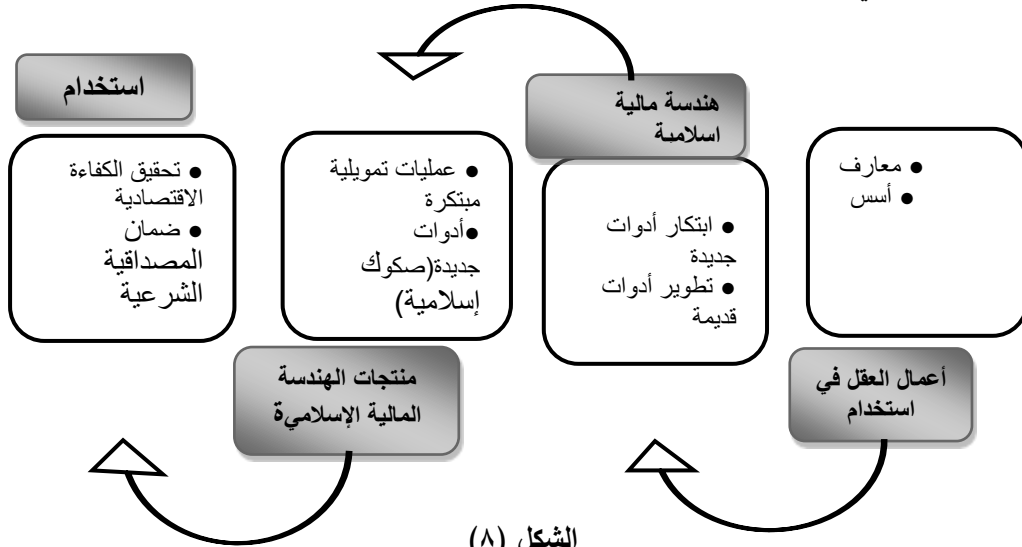 معارف
أسس
أعمال العقل في
استخدام
هندسة مالية
اسلامية
ابتكار أدوات
جديدة
تطوير أدوات
قديمة
عمليات تمويلية
مبتكرة
أدوات
جديدة(صكوك
إسلامية)
منتجات الهندسة
المالية الإسلامية
استخدام
تحقيق الكفاءة
الاقتصادية
ضمان
المصداقية
الشرعية
الشكل (٨)